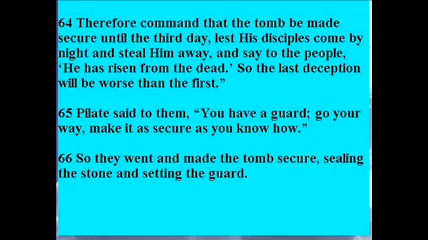 64 Therefore command that the tomb be made
secure until the third day, lest His disciples come by
night and steal Him away, and say to the people,
‘He has risen from the dead.’ So the last deception
will be worse than the first.”
65 Pilate said to them, “You have a guard; go your
way, make it as secure as you know how.”
66 So they went and made the tomb secure, sealing
the stone and setting the guard.